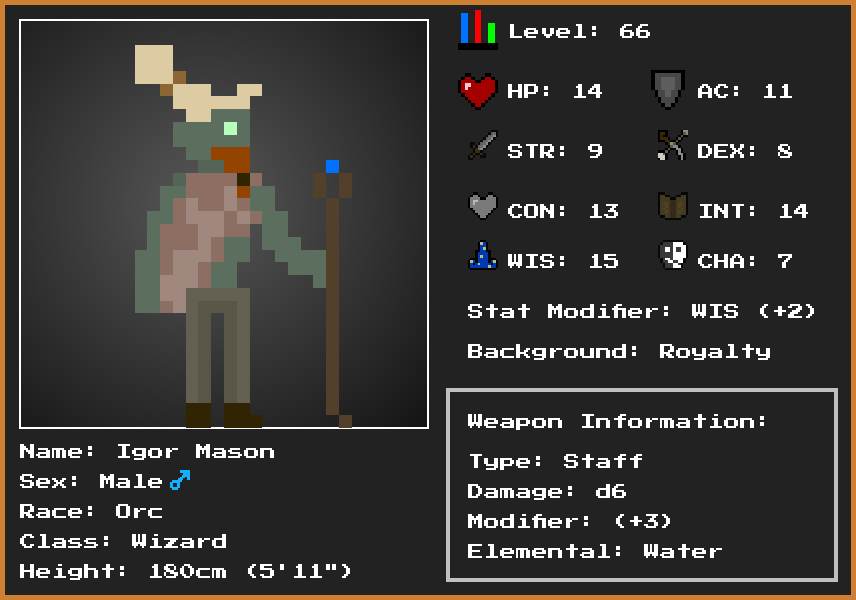 Level: 66
HP: 14
AC: 11
STR: 9
DEX: 8
CON: 13
INT: 14
WIS: 15
CHA: 7
Stat Modifier: WIS (+2)
Background: Royalty
Weapon Information:
Type: Staff
Damage: d6
Modifier: (+3)
Elemental: Water
Name: Igor Mason
Sex: Male ♂
Race: Orc
Class: Wizard
Height: 180cm (5'11")